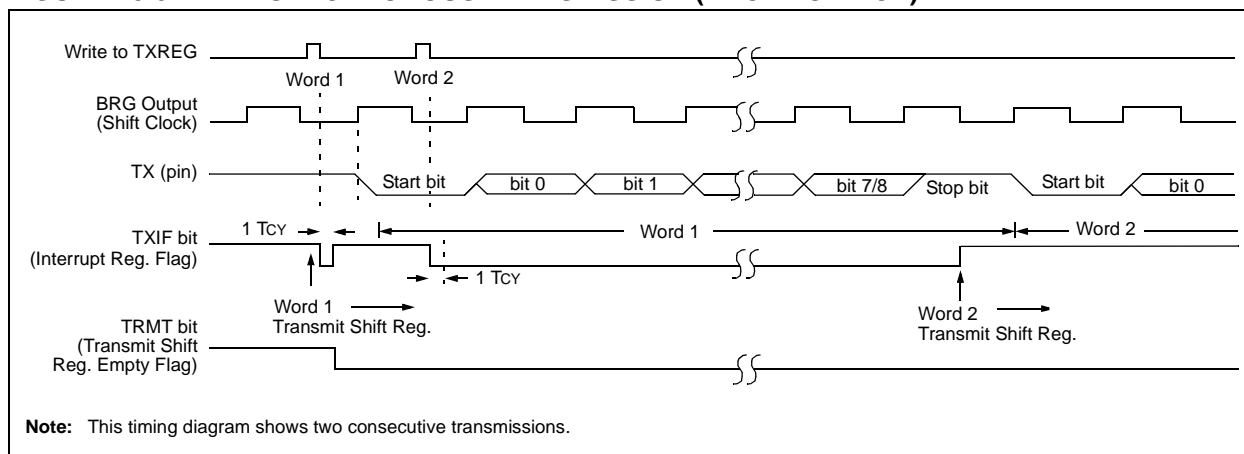 Write to TXREG
Word 1
Word 2
BRG Output
(Shift Clock)
TX (pin)
Start bit
bit 0
bit 1
bit 7/8
Stop bit
Start bit
bit 0
TXIF bit
(Interrupt Reg. Flag)
1 TCY
Word 1
Word 2
1 TCY
Word 1
Transmit Shift Reg.
Word 2
Transmit Shift Reg.
TRMT bit
(Transmit Shift
Reg. Empty Flag)
Note: This timing diagram shows two consecutive transmissions.